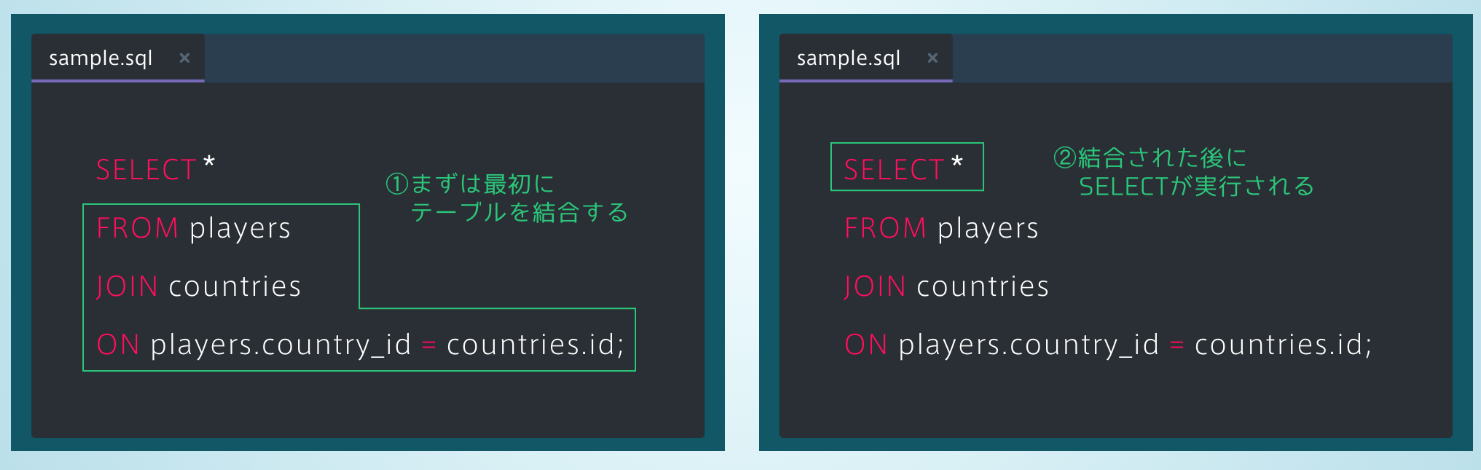 sample.sql ×
SELECT *
①まずは最初に
テーブルを結合する
FROM players
JOIN countries
ON players.country_id = countries.id;
sample.sql ×
SELECT *
②結合された後に
SELECTが実行される
FROM players
JOIN countries
ON players.country_id = countries.id;